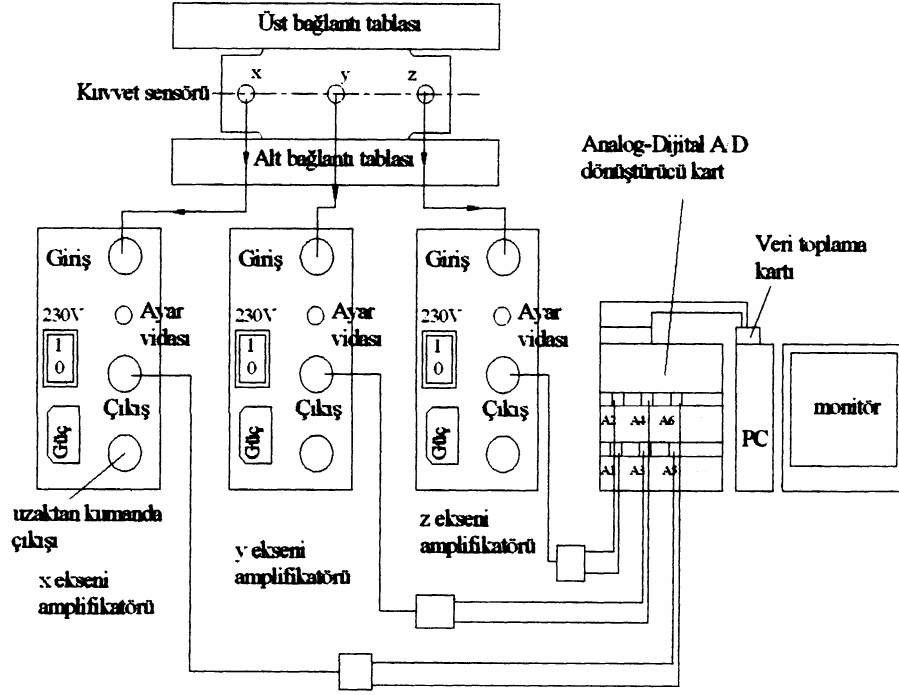 Üst bağlantı tablası
x
y
z
Kuvvet sensörü
Alt bağlantı tablası
Analog-Dijital A/D
dönüştürücü kart
Veri toplama
kartı
Giriş
230V
Ayar
vidası
1
0
Çıkış
Güç
Giriş
230V
Ayar
vidası
1
0
Çıkış
Güç
Giriş
230V
Ayar
vidası
1
0
Çıkış
Güç
A2
A4
A6
A1
A3
A5
PC
monitör
uzaktan kumanda
çıkışı
x ekseni
amplifikatörü
y ekseni
amplifikatörü
z ekseni
amplifikatörü